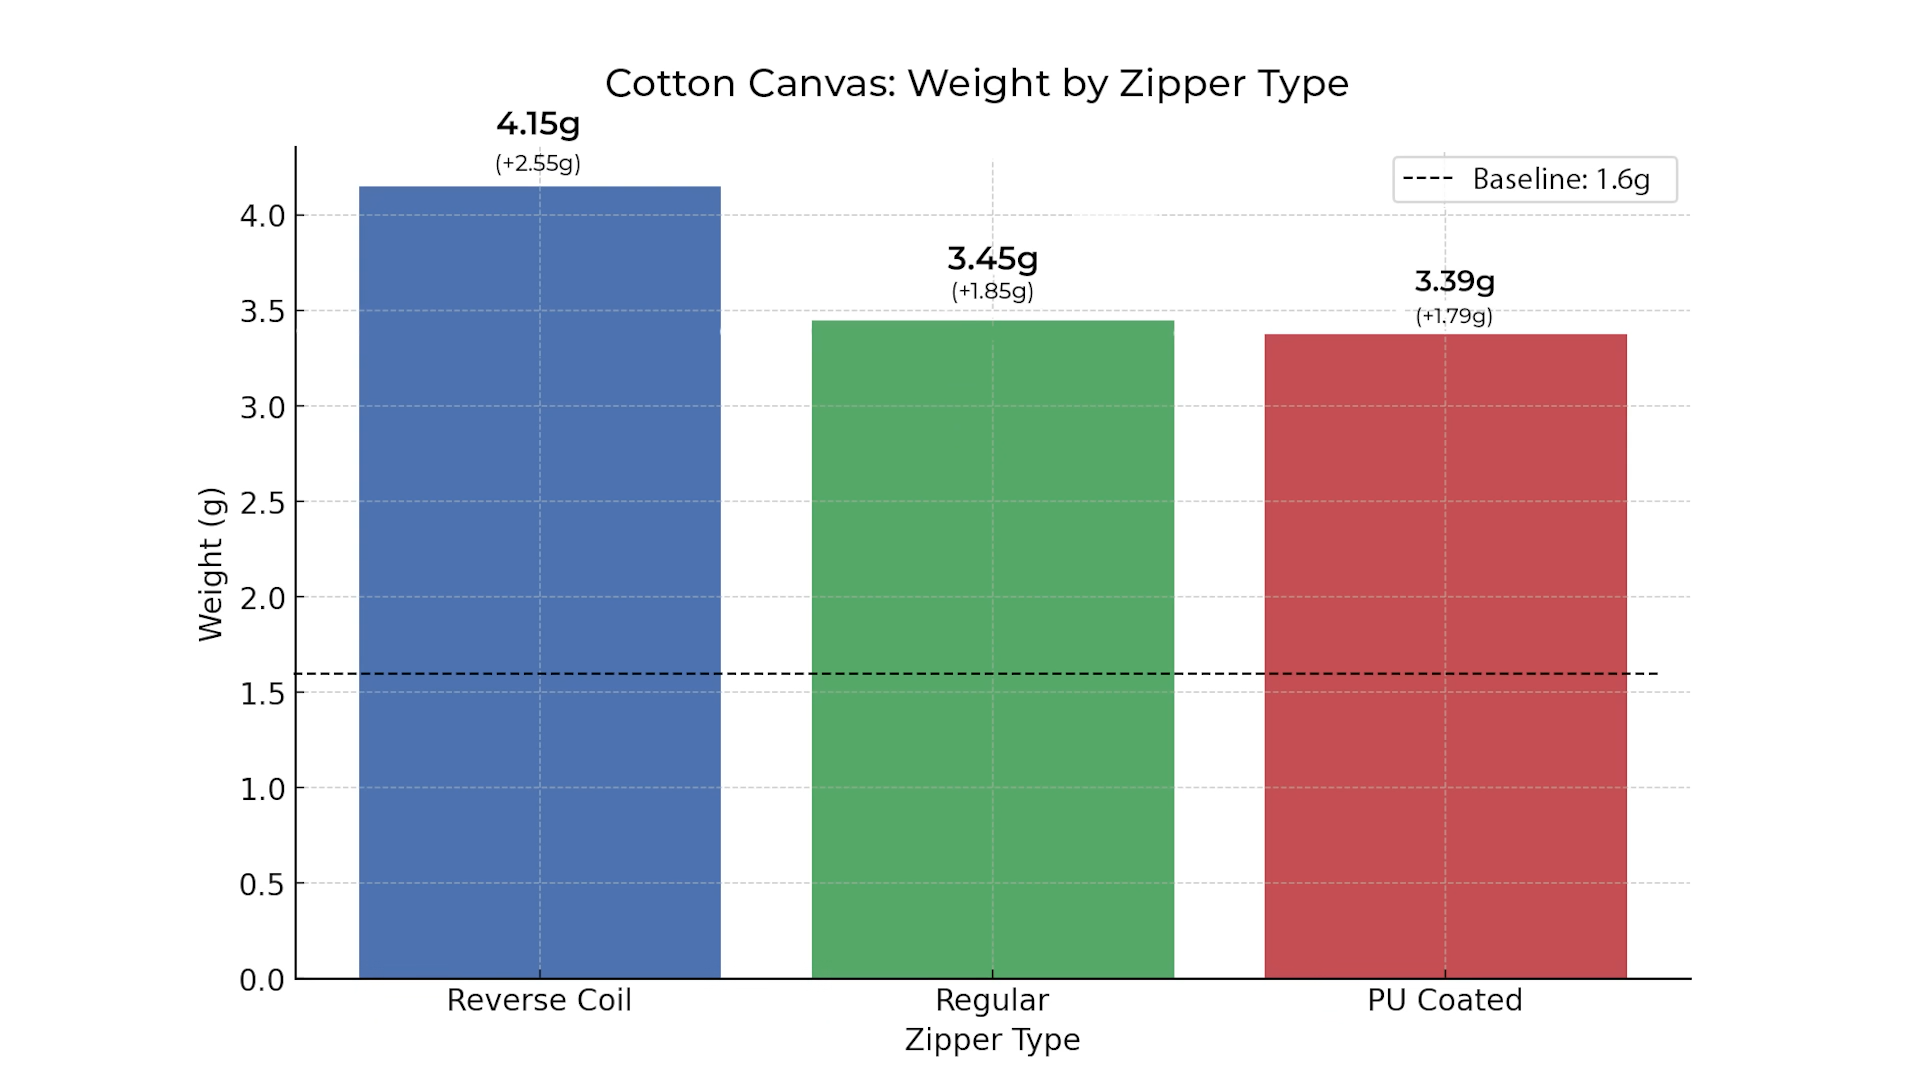 Cotton Canvas: Weight by Zipper Type
4.15g
(+2.55g)
Baseline: 1.6g
3.45g
(+1.85g)
3.39g
(+1.79g)
4.0
3.5
3.0
2.5
2.0
1.5
1.0
0.5
0.0
Weight (g)
Reverse Coil
Regular
PU Coated
Zipper Type